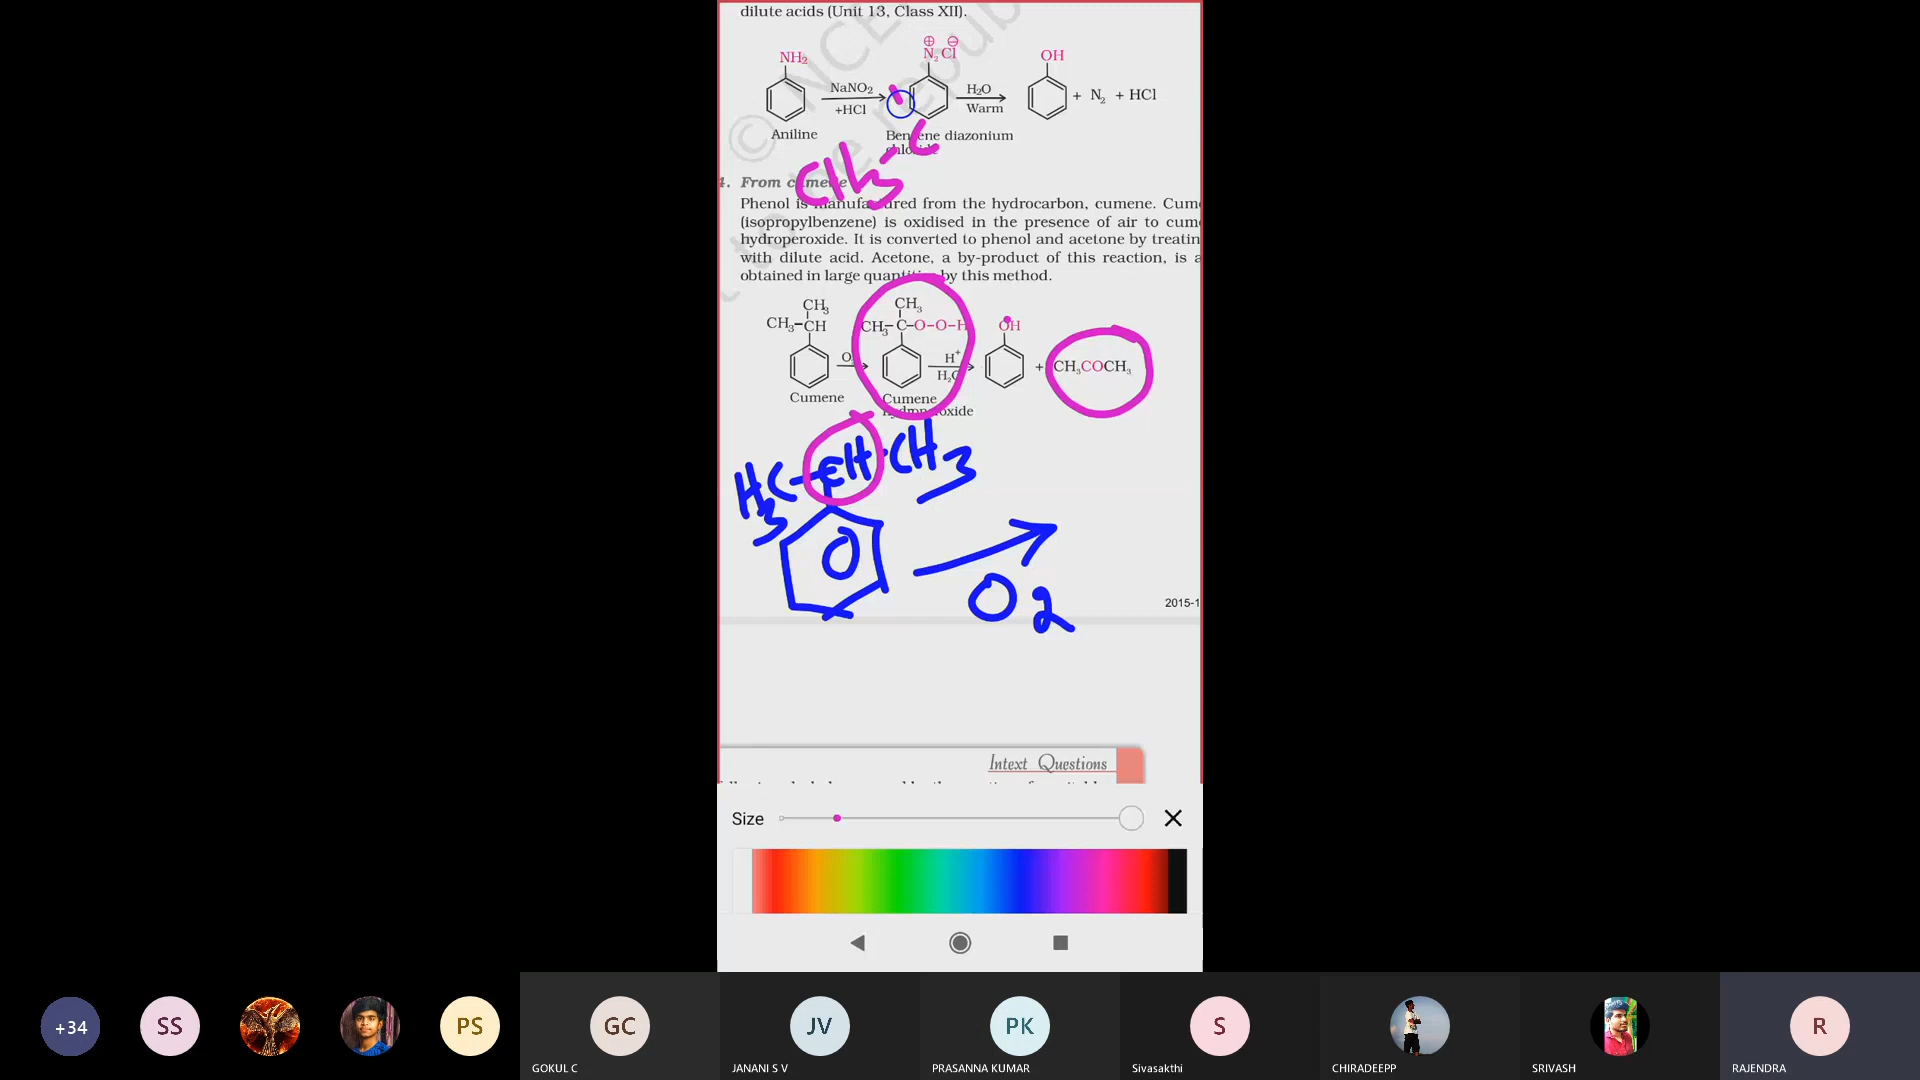 dilute acids (Unit 13, Class XII).
NH₂ N₂ Cl OH
NaNO₂ H₂O
+HCl Warm + N₂ + HCl
Aniline Benzene diazonium
chloride
CH3-C
4. From cumene
Phenol is manufactured from the hydrocarbon, cumene. Cum
(isopropylbenzene) is oxidised in the presence of air to cum
hydroperoxide. It is converted to phenol and acetone by treatin
with dilute acid. Acetone, a by-product of this reaction, is a
obtained in large quantities by this method.
CH₃ CH₃
CH₃–CH CH₃–C–O–O–H OH
O₂ H⁺ + CH₃COCH₃
H₂O
Cumene Cumene
hydroperoxide
H3C-CH-CH3
O2
2015-1
Intext Questions
Size
+34 SS PS GC JV PK S R
GOKUL C JANANI S V PRASANNA KUMAR Sivasakthi CHIRADEEPP SRIVASH RAJENDRA